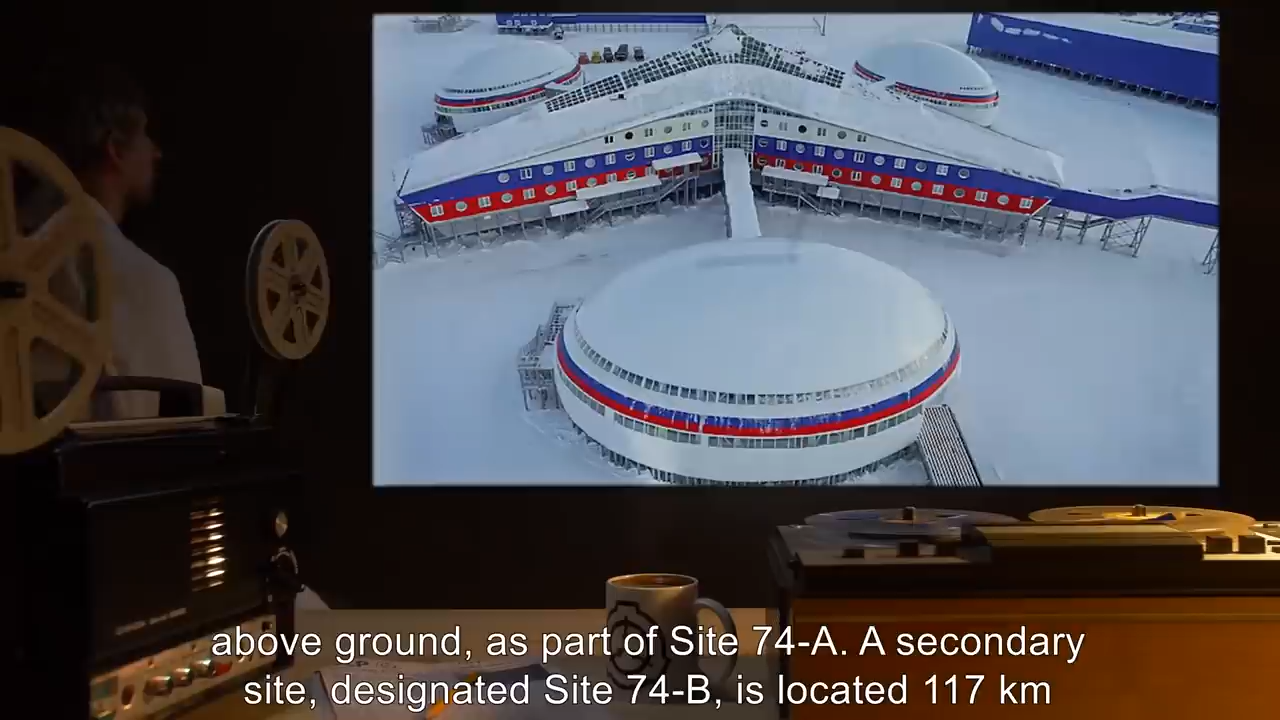 above ground, as part of Site 74-A. A secondary
site, designated Site 74-B, is located 117 km